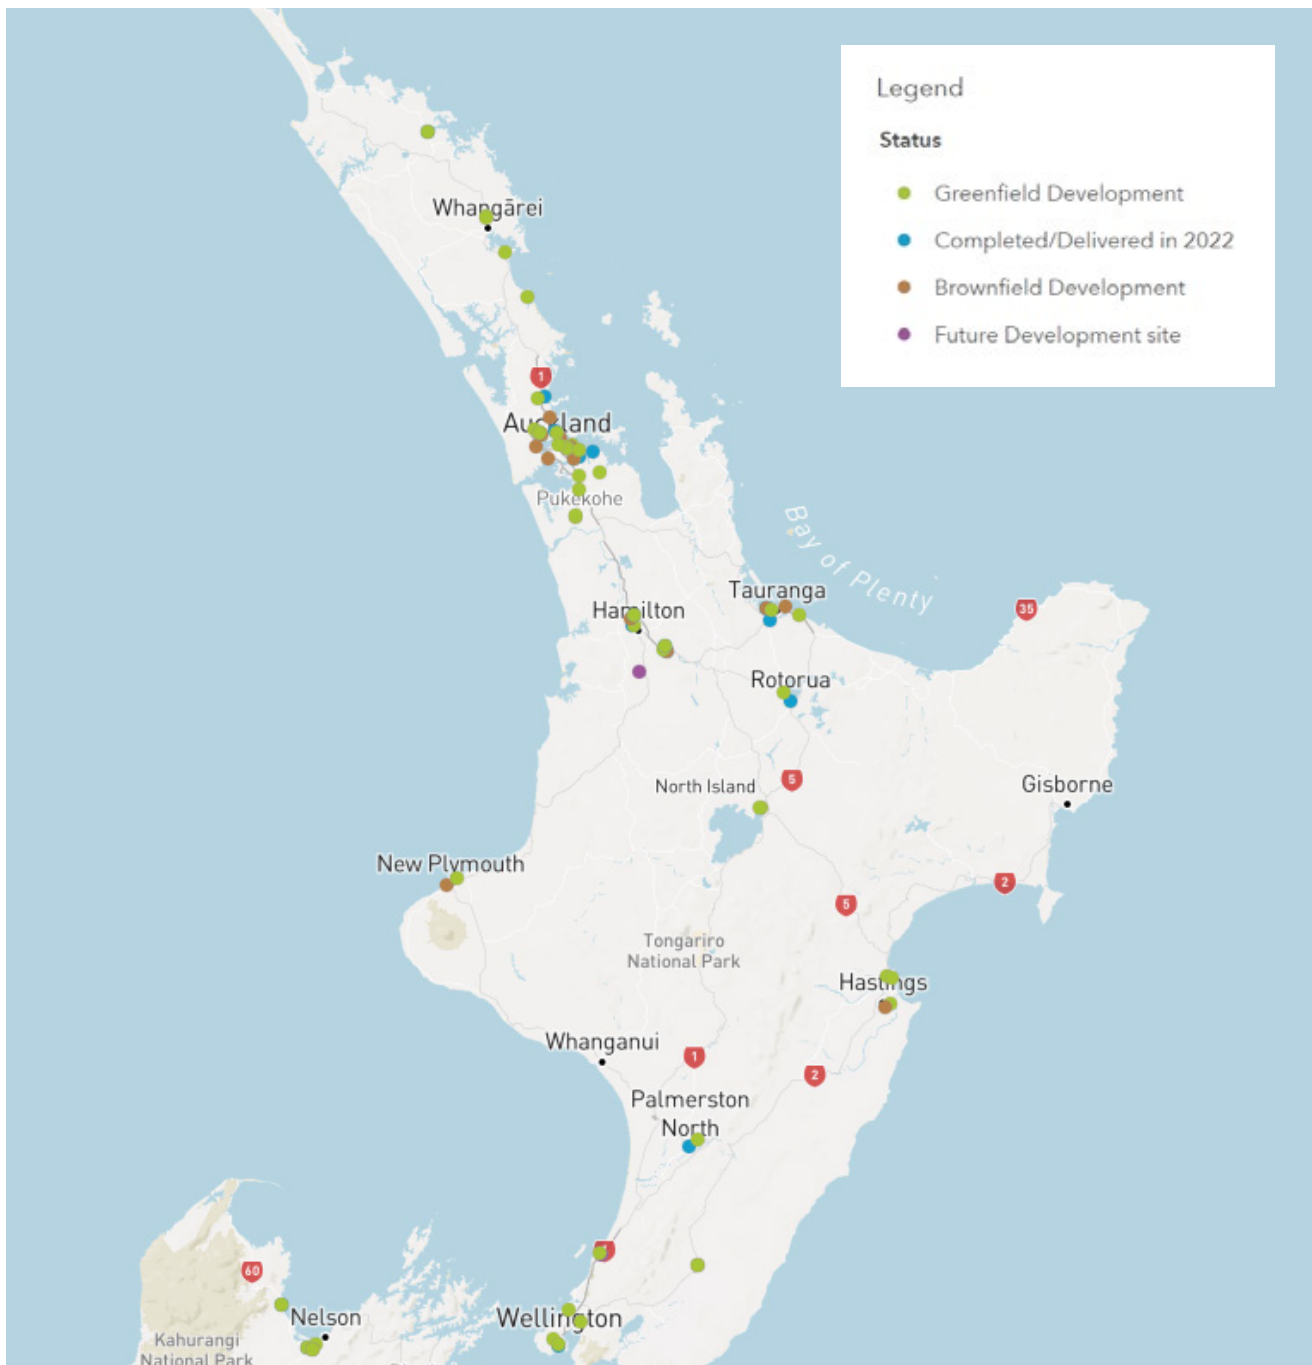 Legend
Status
Greenfield Development
Completed/Delivered in 2022
Brownfield Development
Future Development site
Whangārei
1
Auckland
Pukekohe
Bay of Plenty
Tauranga
Hamilton
35
Rotorua
North Island
5
Gisborne
New Plymouth
2
5
Tongariro
National Park
Hastings
Whanganui
1
2
Palmerston
North
60
Nelson
Wellington
Kahurangi
National Park